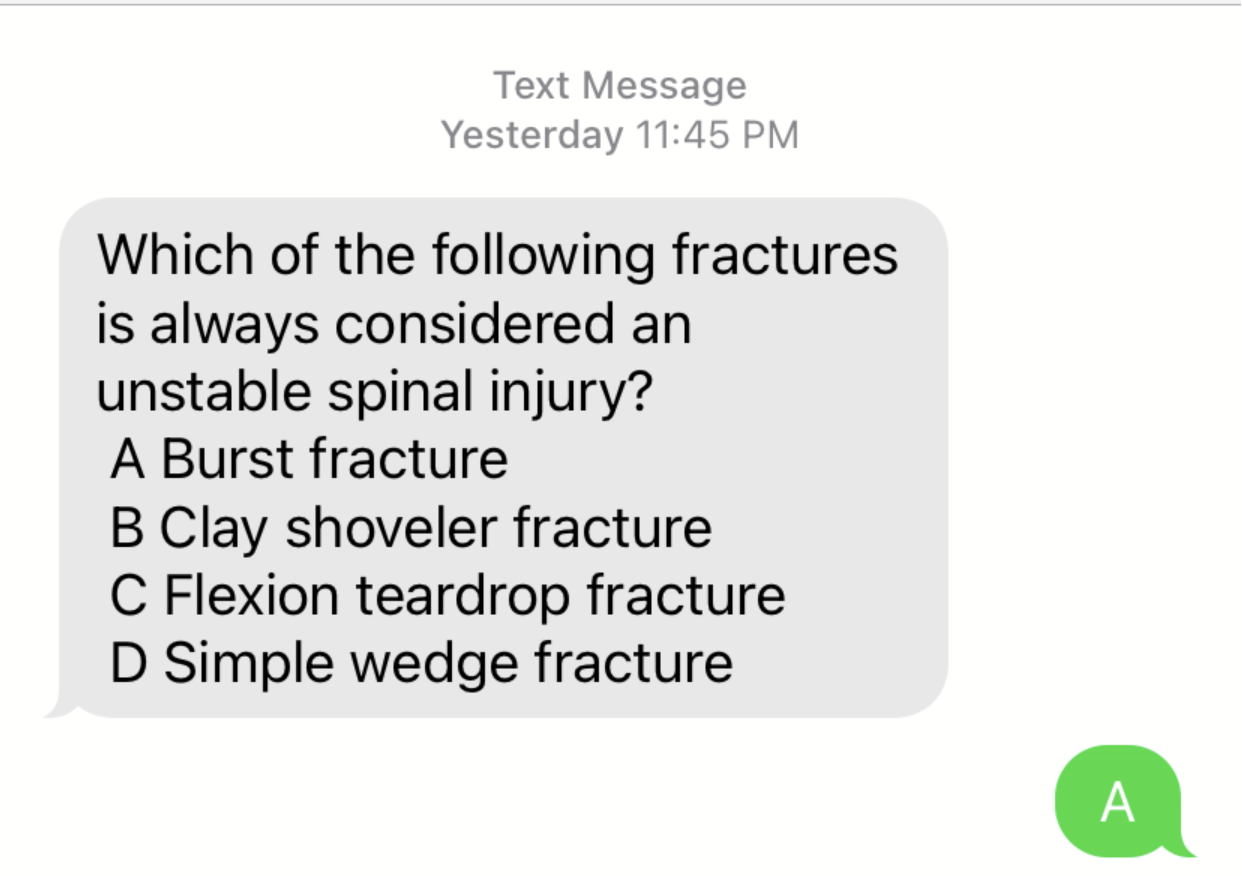 Text Message
Yesterday 11:45 PM
Which of the following fractures
is always considered an
unstable spinal injury?
A Burst fracture
B Clay shoveler fracture
C Flexion teardrop fracture
D Simple wedge fracture
A